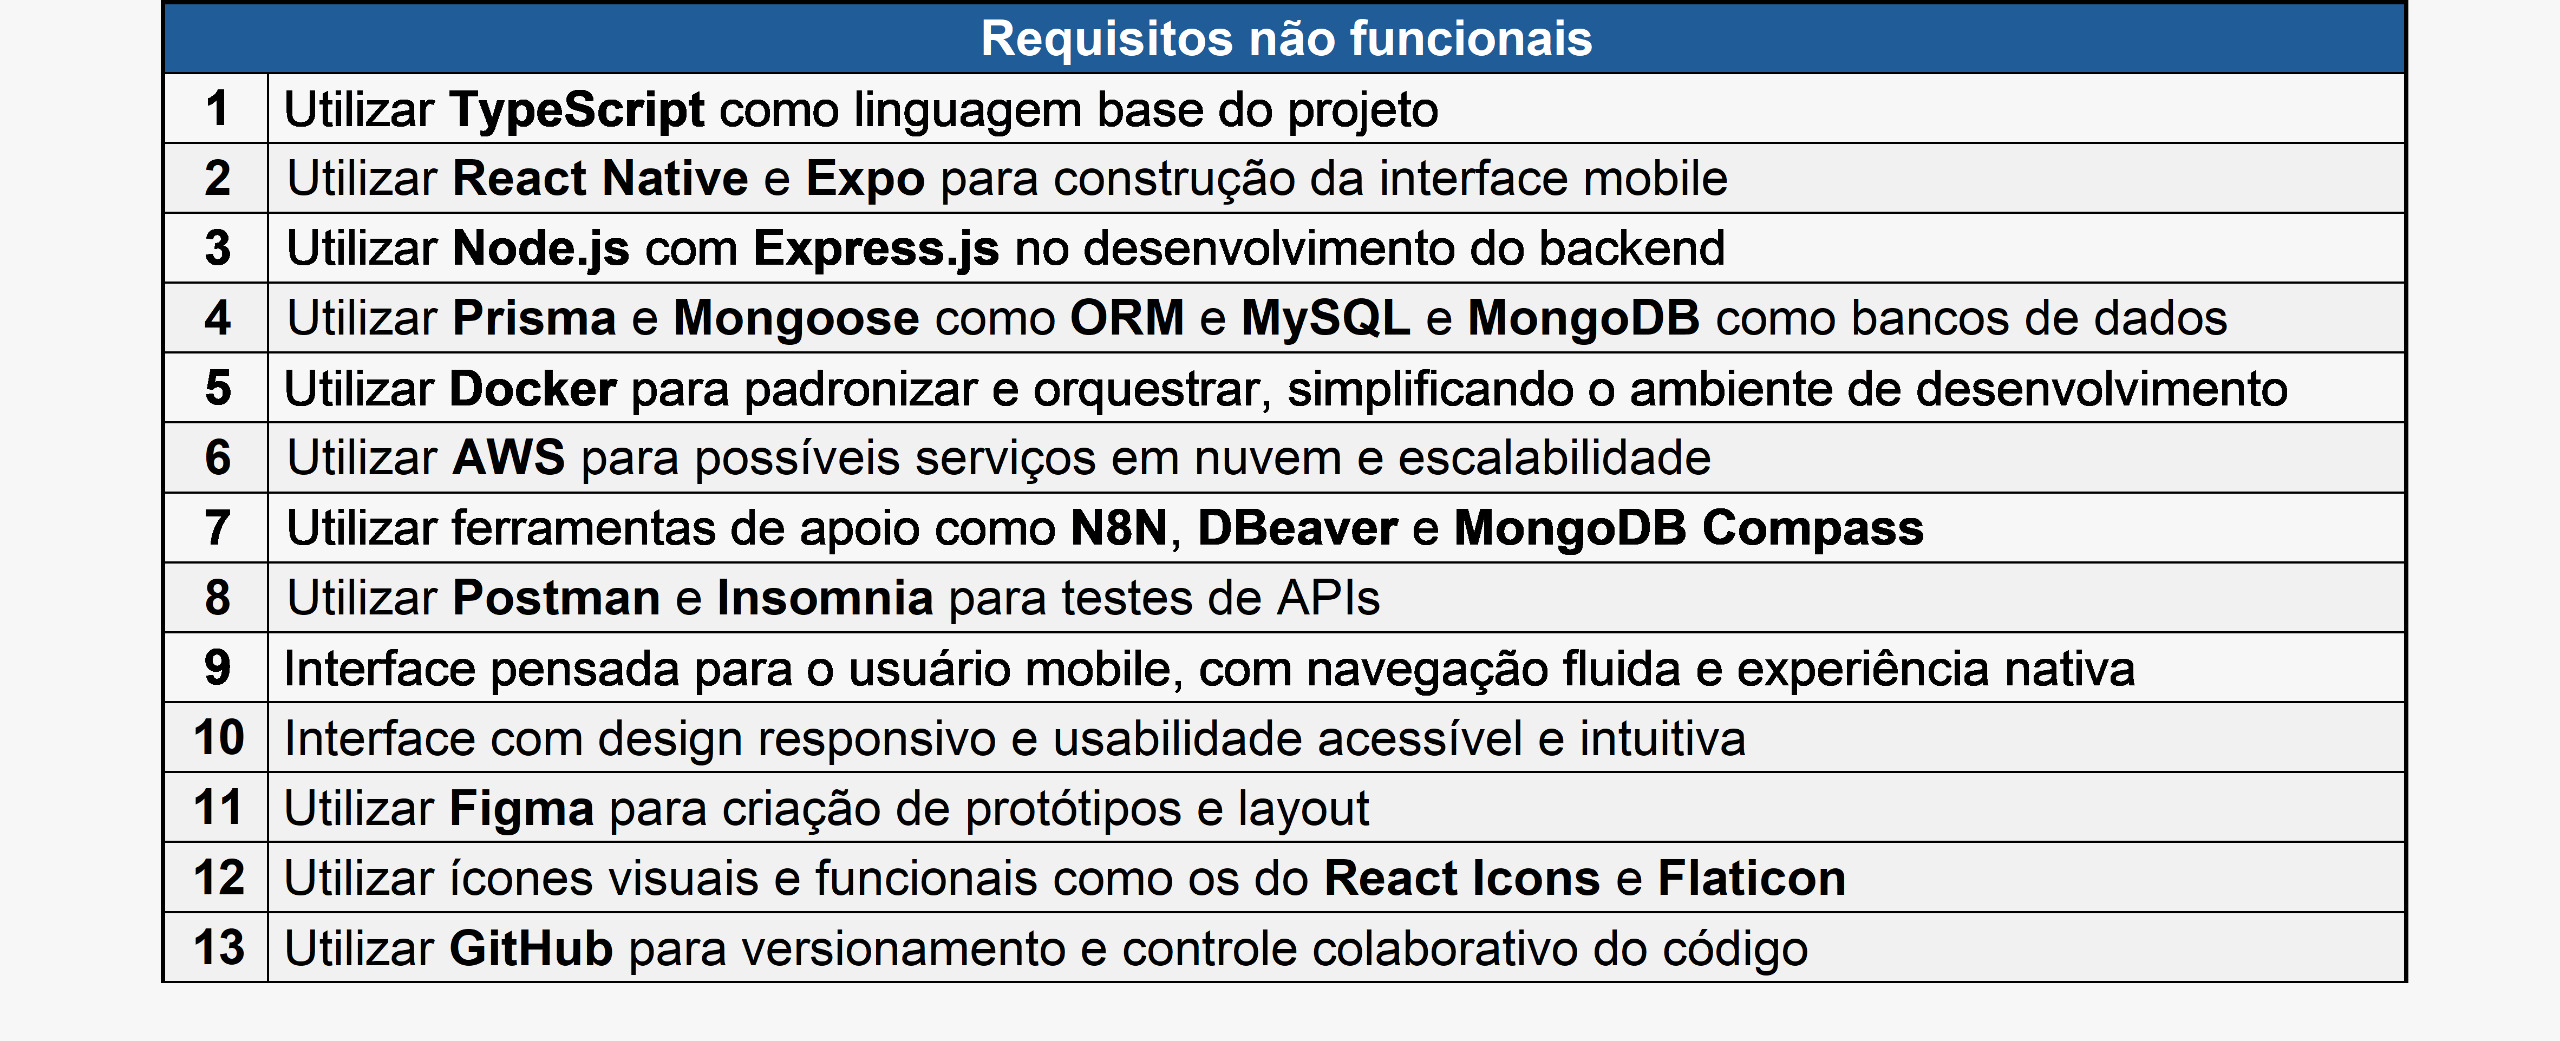 Requisitos não funcionais
1 Utilizar TypeScript como linguagem base do projeto
2 Utilizar React Native e Expo para construção da interface mobile
3 Utilizar Node.js com Express.js no desenvolvimento do backend
4 Utilizar Prisma e Mongoose como ORM e MySQL e MongoDB como bancos de dados
5 Utilizar Docker para padronizar e orquestrar, simplificando o ambiente de desenvolvimento
6 Utilizar AWS para possíveis serviços em nuvem e escalabilidade
7 Utilizar ferramentas de apoio como N8N, DBeaver e MongoDB Compass
8 Utilizar Postman e Insomnia para testes de APIs
9 Interface pensada para o usuário mobile, com navegação fluida e experiência nativa
10 Interface com design responsivo e usabilidade acessível e intuitiva
11 Utilizar Figma para criação de protótipos e layout
12 Utilizar ícones visuais e funcionais como os do React Icons e Flaticon
13 Utilizar GitHub para versionamento e controle colaborativo do código